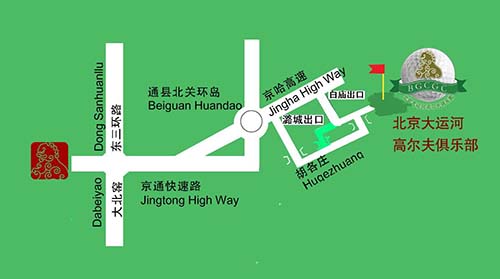 通县北关环岛
Beiguan Huandao
京哈高速
Jingha High Way
潞城出口
白庙出口
BGCGC
北京大运河
高尔夫俱乐部
Dong Sanhuanllu
东三环路
Dabeiyao
大北窑
京通快速路
Jingtong High Way
胡各庄
Hugezhuang